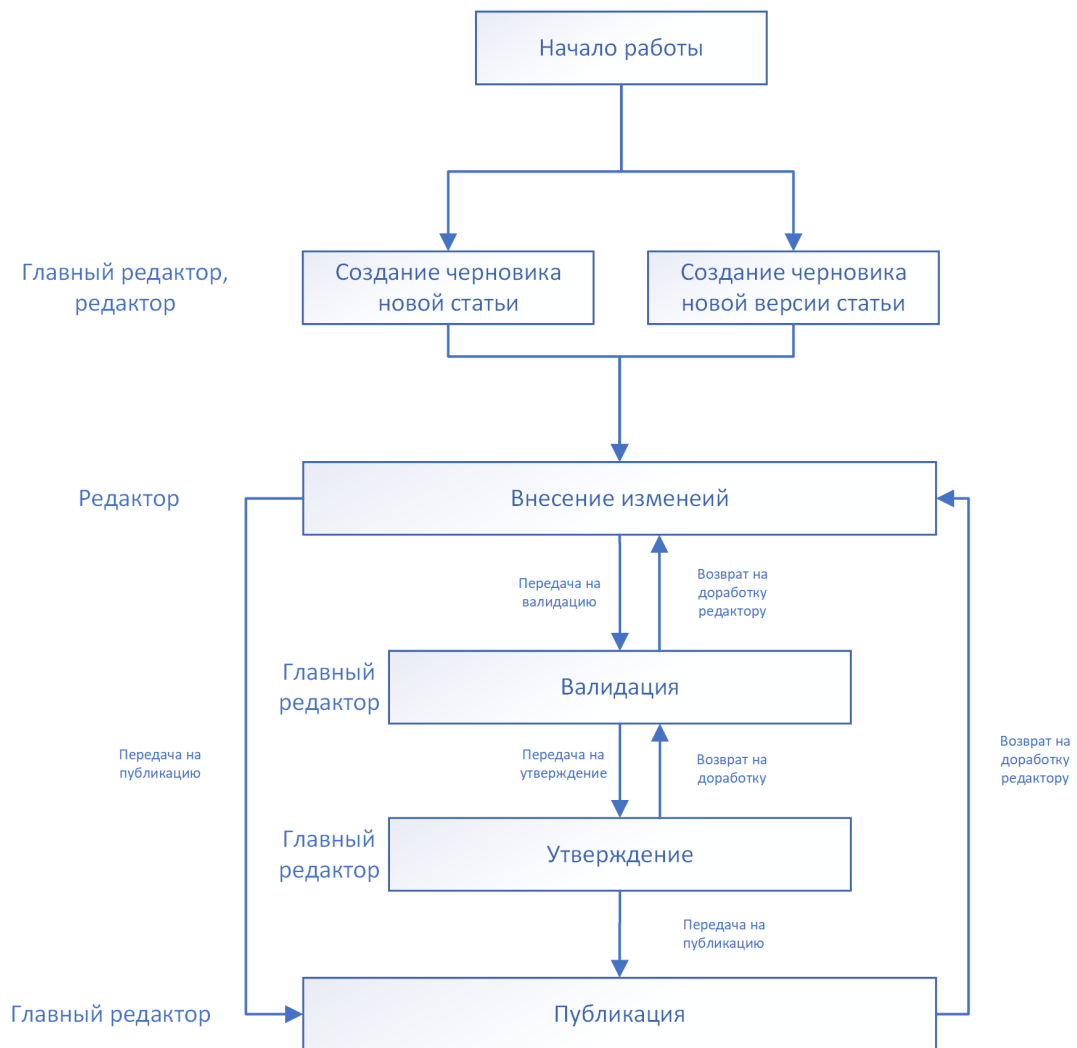 Начало работы
Главный редактор,
редактор
Создание черновика
новой статьи
Создание черновика
новой версии статьи
Редактор
Внесение изменеий
Передача на
валидацию
Возврат на
доработку
редактору
Главный
редактор
Валидация
Передача на
публикацию
Передача на
утверждение
Возврат на
доработку
Возврат на
доработку
редактору
Главный
редактор
Утверждение
Передача на
публикацию
Главный редактор
Публикация